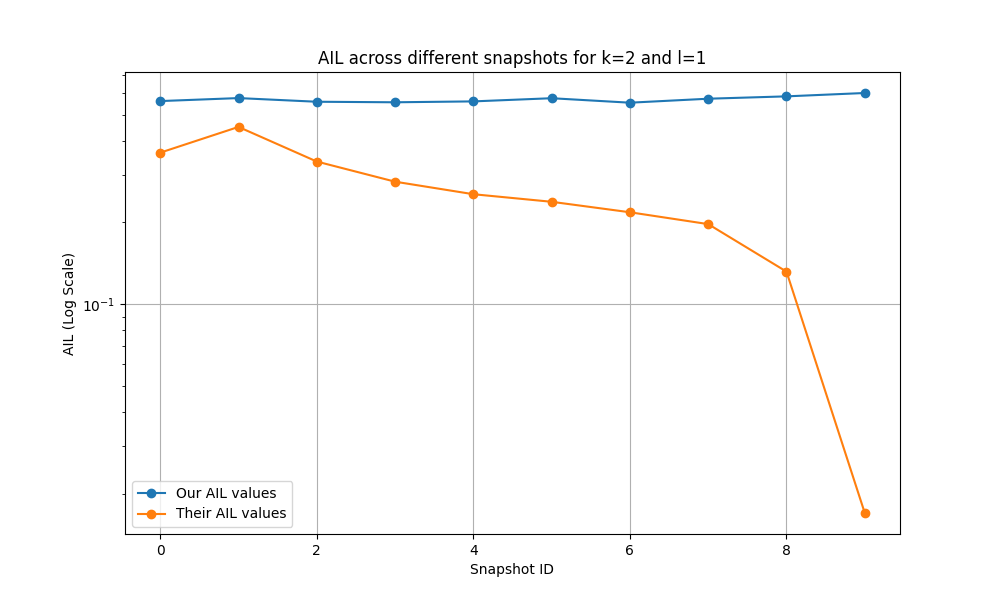 AIL across different snapshots for k=2 and l=1
AIL (Log Scale)
10⁻¹
Our AIL values
Their AIL values
0 2 4 6 8
Snapshot ID